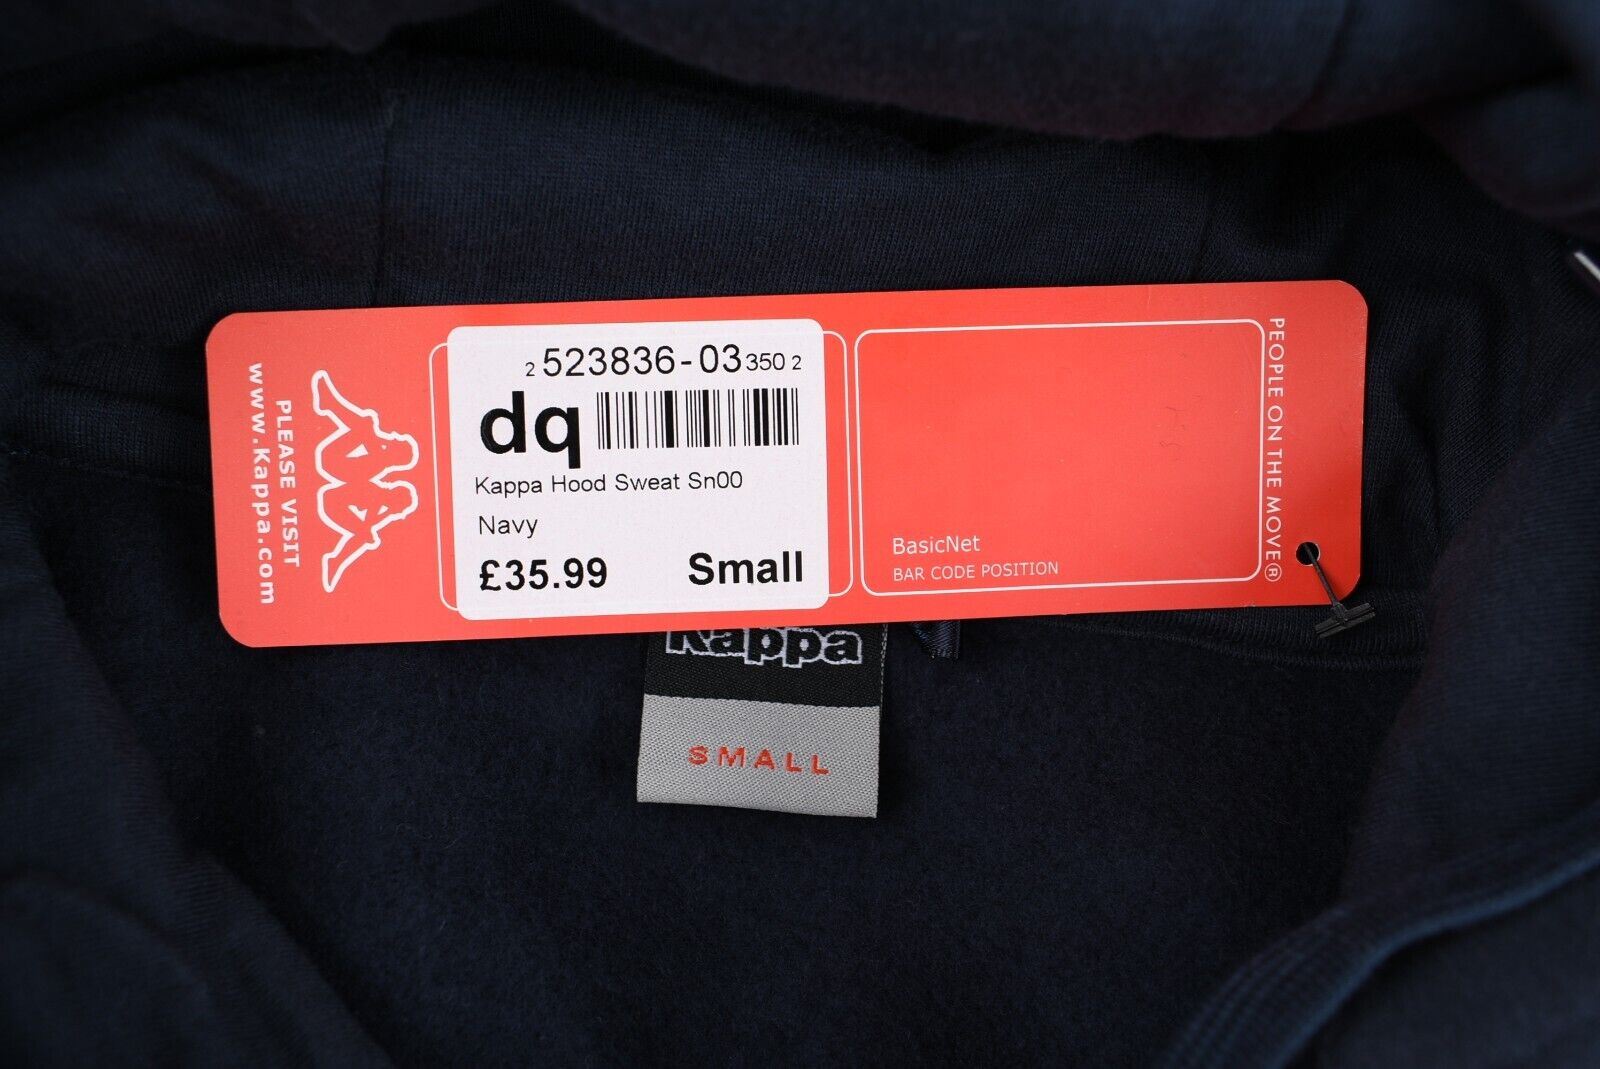 PLEASE VISIT
www.Kappa.com
2 523836-03 350 2
dq
Kappa Hood Sweat Sn00
Navy
£35.99 Small
BasicNet
BAR CODE POSITION
PEOPLE ON THE MOVE®
Kappa
SMALL